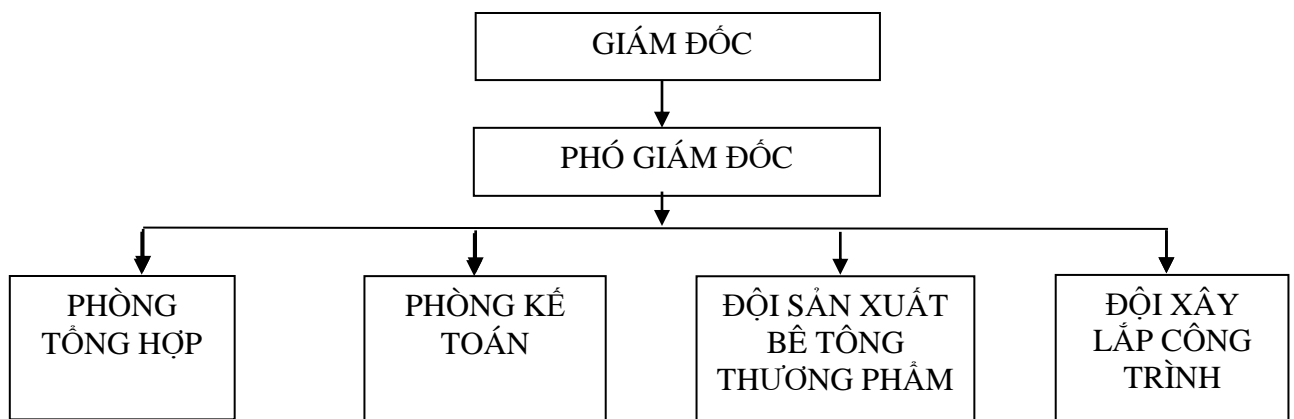 GIÁM ĐỐC
PHÓ GIÁM ĐỐC
PHÒNG
TỔNG HỢP
PHÒNG KẾ
TOÁN
ĐỘI SẢN XUẤT
BÊ TÔNG
THƯƠNG PHẨM
ĐỘI XÂY
LẮP CÔNG
TRÌNH